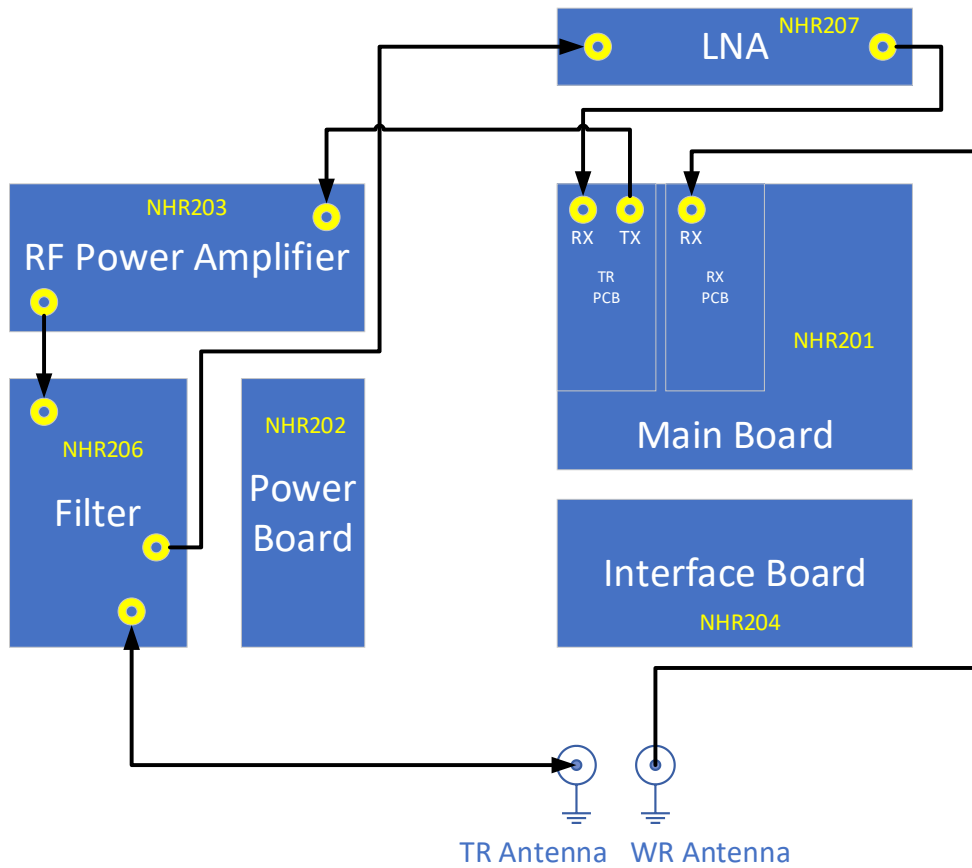 NHR207
LNA
NHR203
RF Power Amplifier
RX TX RX
TR
PCB
RX
PCB
NHR201
Main Board
NHR206
Filter
NHR202
Power
Board
Interface Board
NHR204
TR Antenna WR Antenna